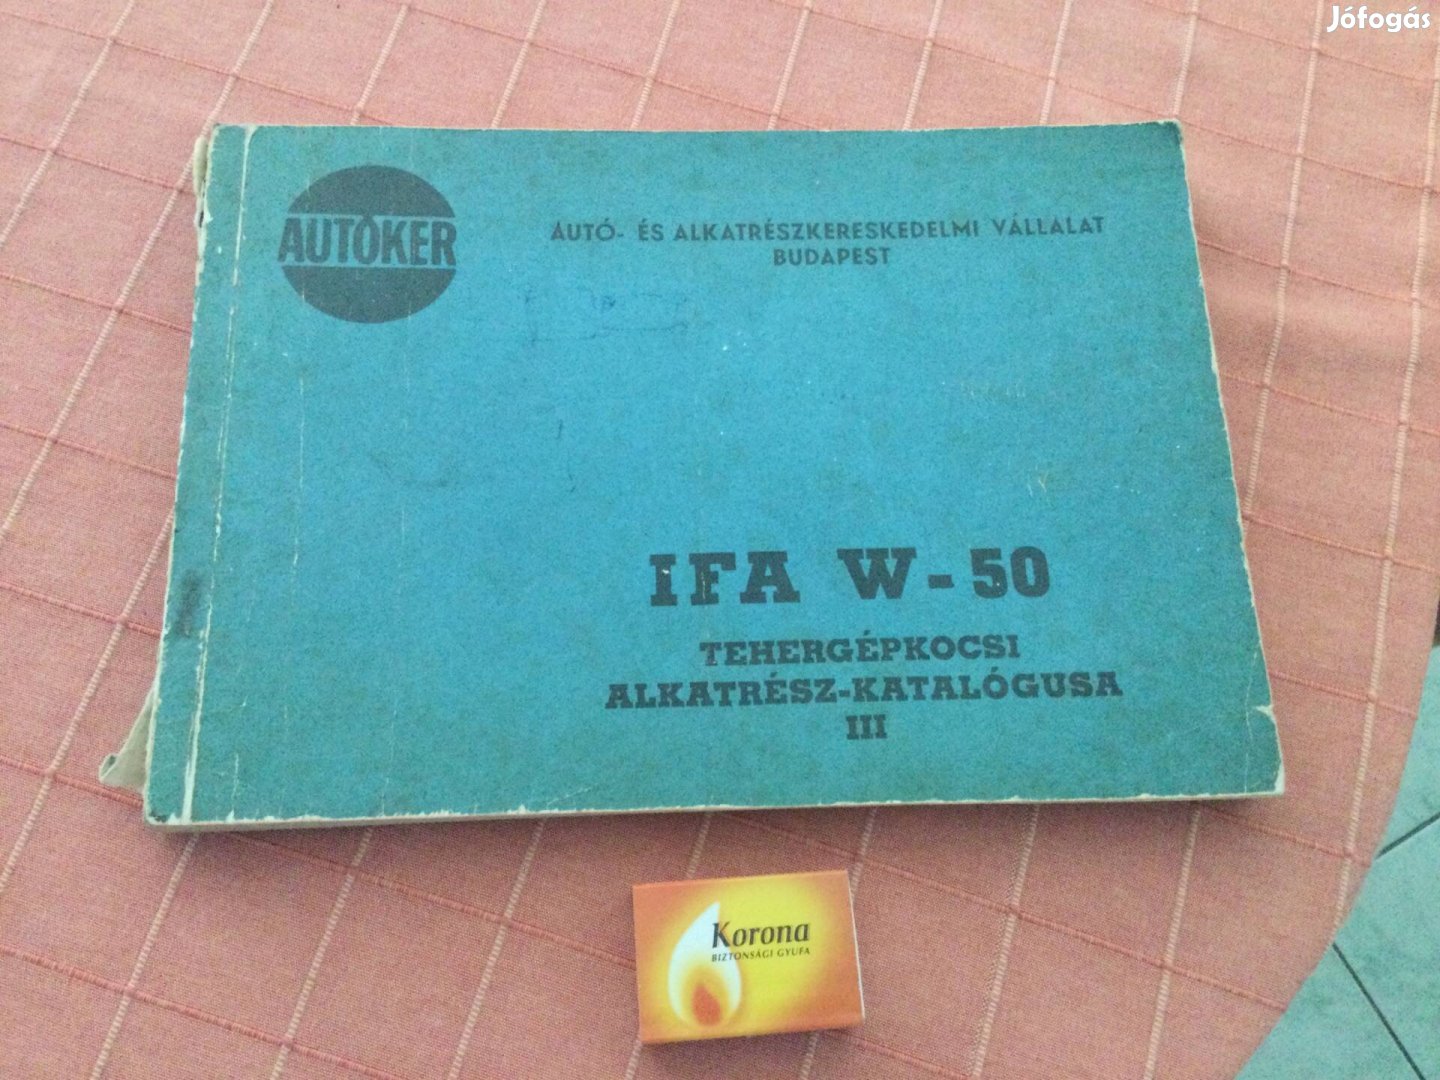 Jófogás
AUTÓKER
AUTÓ- ÉS ALKATRÉSZKERESKEDELMI VÁLLALAT
BUDAPEST
IFA W-50
TEHERGÉPKOCSI
ALKATRÉSZ-KATALÓGUSA
III
Korona
BIZTONSÁGI GYUFA